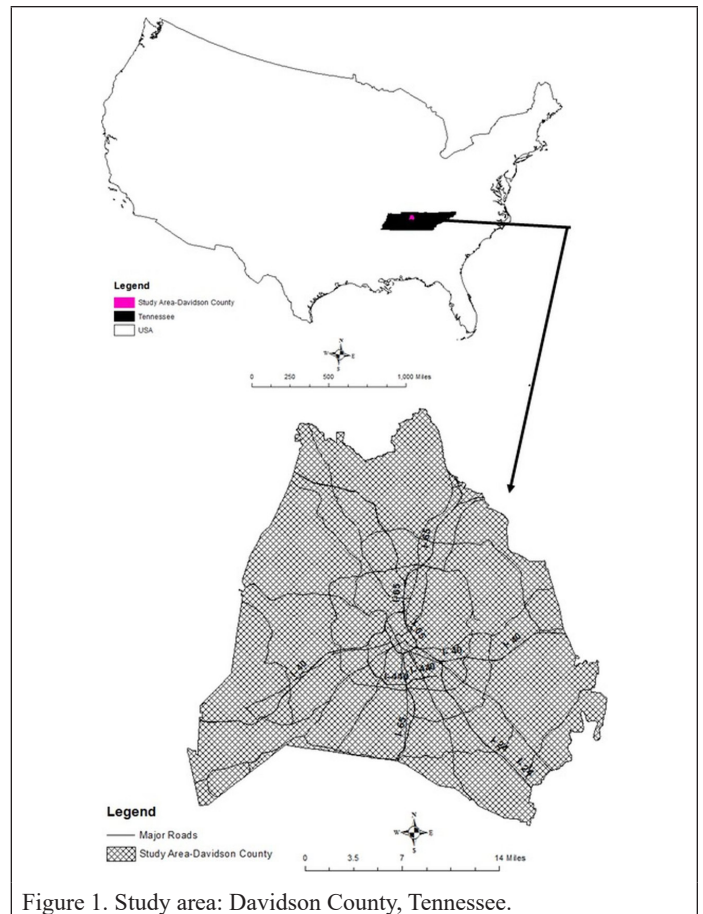 Legend
Study Area-Davidson County
Tennessee
USA
N
W E
S
0 250 500 1,000 Miles
I-65
I-65
I-65
I-40
I-40
I-40
I-440
I-440
I-65
I-24
I-24
Legend
Major Roads
Study Area-Davidson County
N
W E
S
0 3.5 7 14 Miles
Figure 1. Study area: Davidson County, Tennessee.